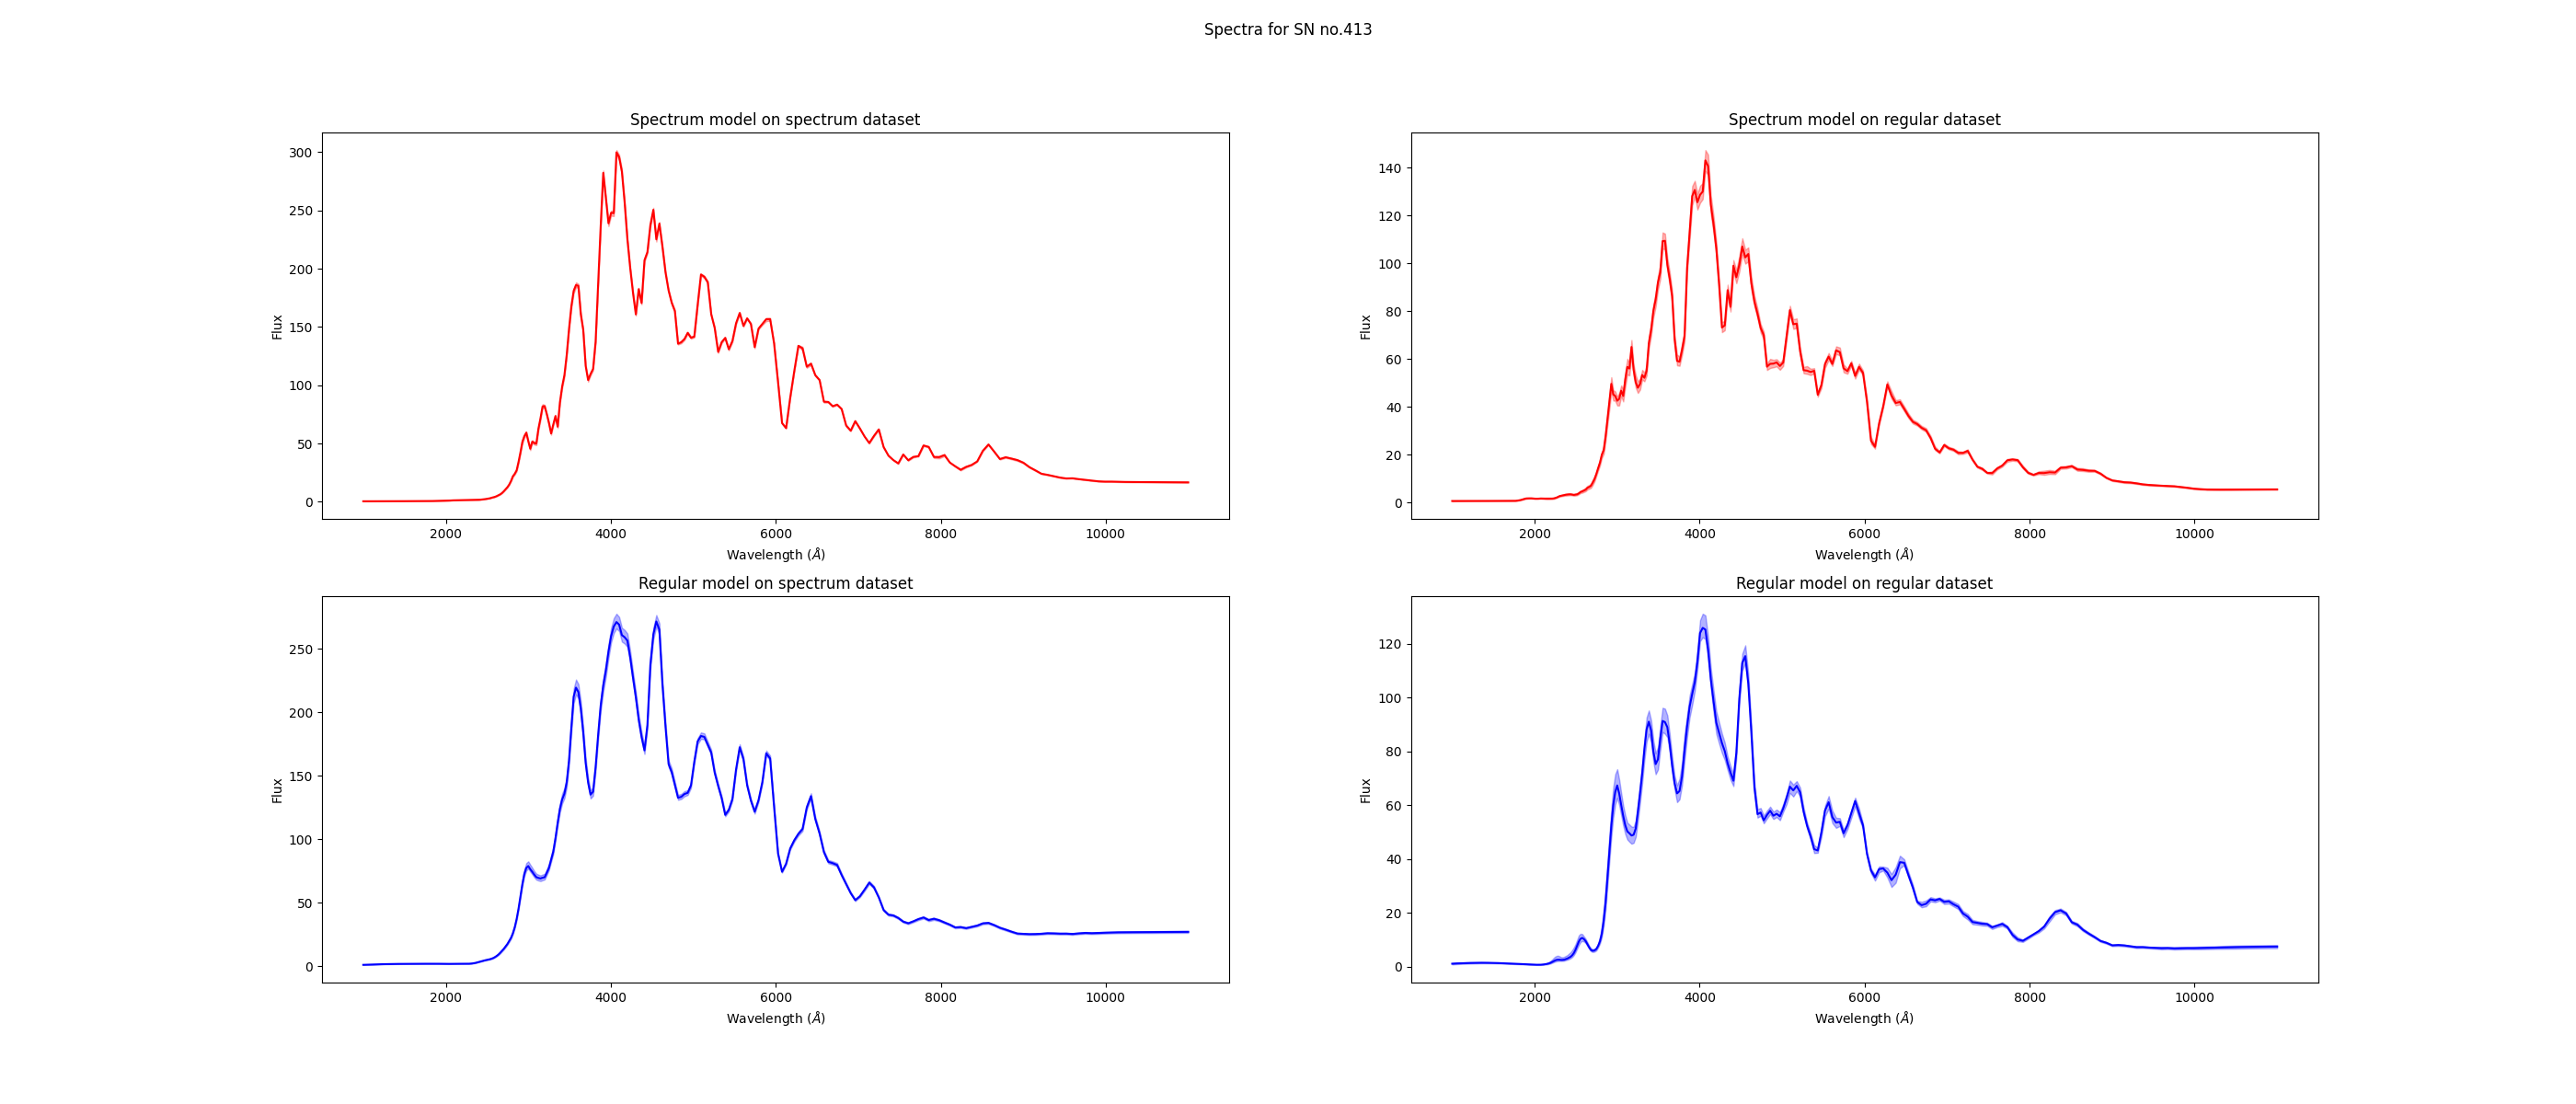 Spectra for SN no.413
Spectrum model on spectrum dataset
300
250
200
150
100
50
0
Flux
2000 4000 6000 8000 10000
Wavelength (Å)
Spectrum model on regular dataset
140
120
100
80
60
40
20
0
Flux
2000 4000 6000 8000 10000
Wavelength (Å)
Regular model on spectrum dataset
250
200
150
100
50
0
Flux
2000 4000 6000 8000 10000
Wavelength (Å)
Regular model on regular dataset
120
100
80
60
40
20
0
Flux
2000 4000 6000 8000 10000
Wavelength (Å)